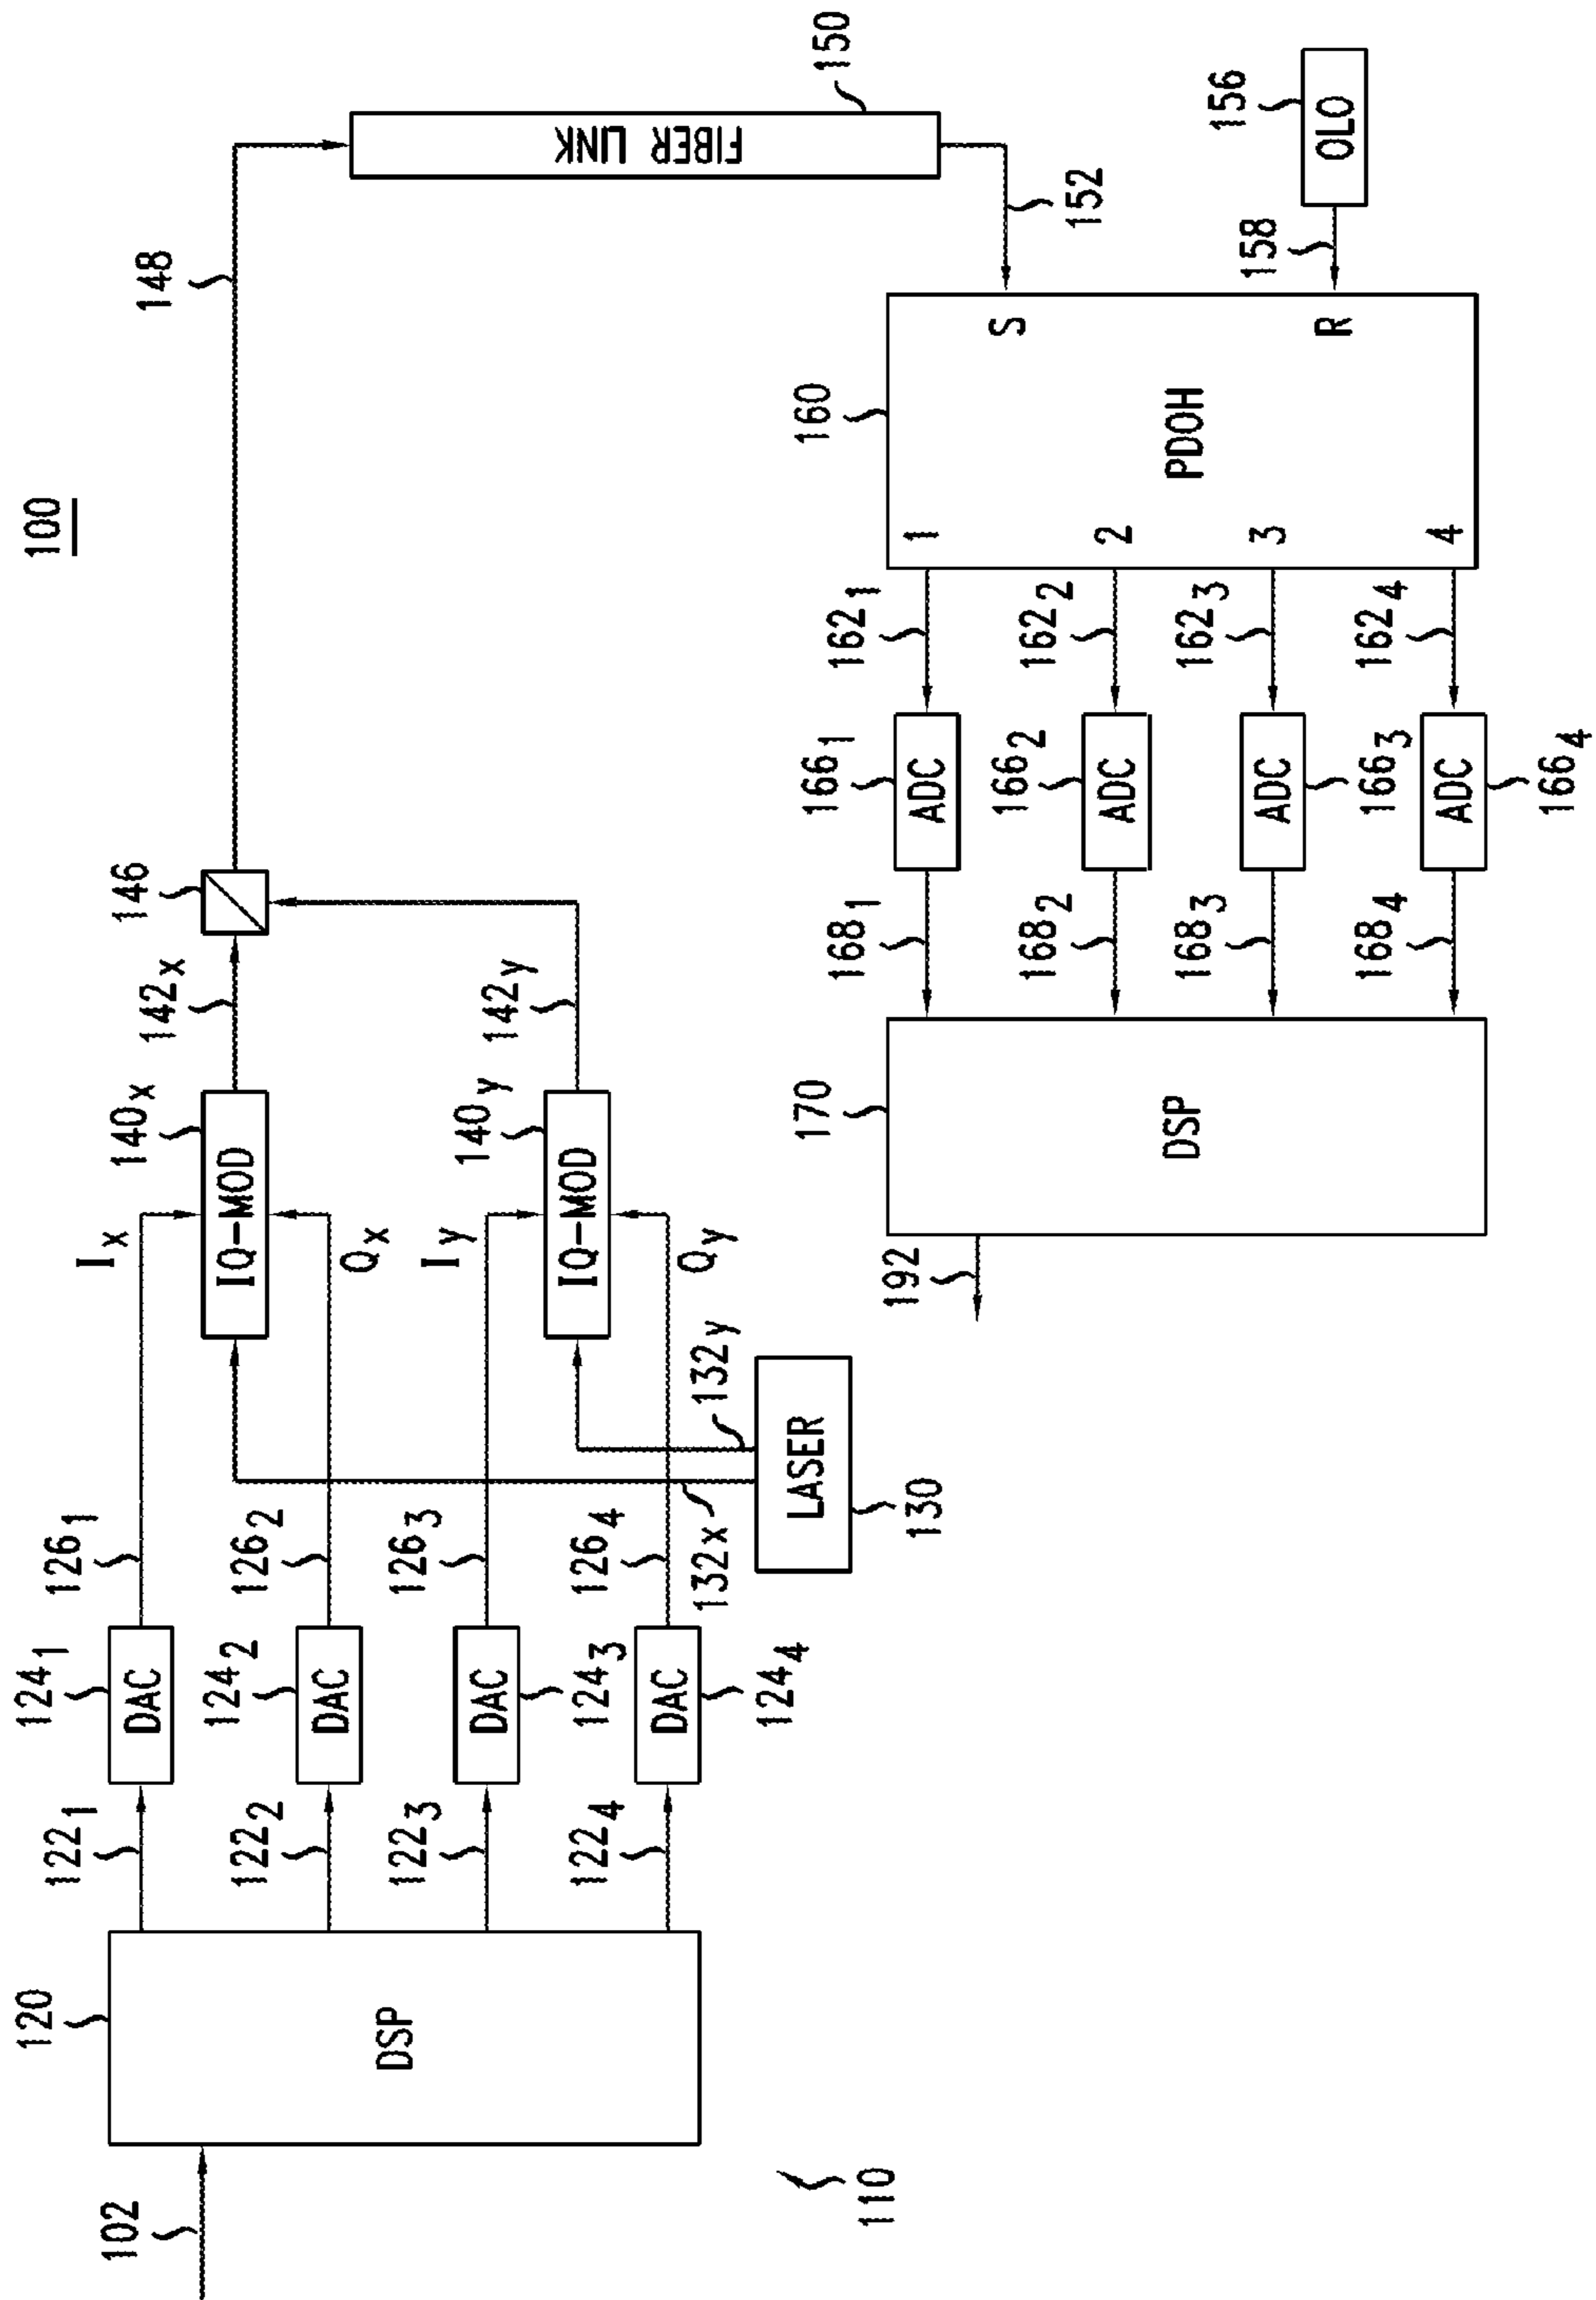 100
102
110
120
DSP
122₁
122₂
122₃
122₄
124₁
DAC
124₂
DAC
DAC
124₃
DAC
124₄
126₁
126₂
126₃
126₄
LASER
130
132x
132y
Iₓ
Qₓ
I_y
Q_y
140ₓ
IQ-MOD
140_y
IQ-MOD
142ₓ
142_y
146
148
150
FIBER LINK
152
156
OLO
158
160
PDOH
S
R
1
2
3
4
162₁
162₂
162₃
162₄
166₁
ADC
166₂
ADC
ADC
166₃
ADC
166₄
168₁
168₂
168₃
168₄
170
DSP
192